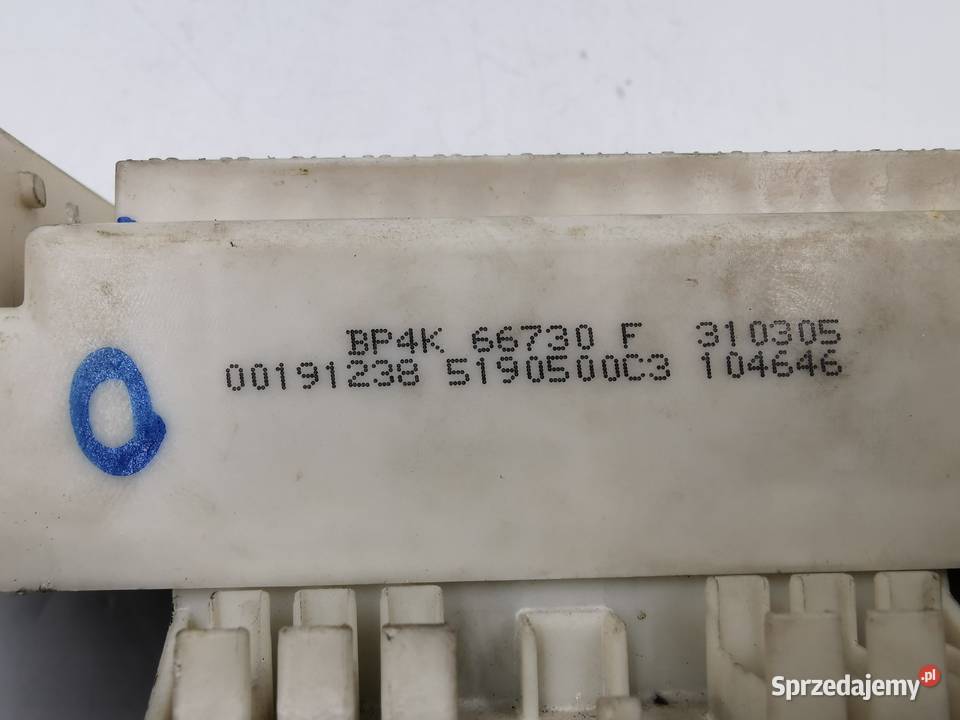 BP4K 66730 F 310305
00191238 5190500C3 104646
Sprzedajemy.pl